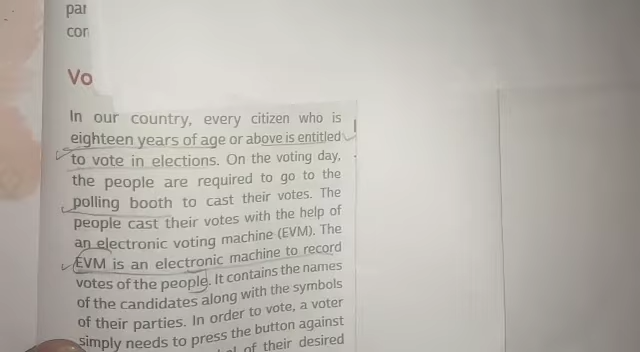 par
con
Vo
In our country, every citizen who is
eighteen years of age or above is entitled
to vote in elections. On the voting day,
the people are required to go to the
polling booth to cast their votes. The
people cast their votes with the help of
an electronic voting machine (EVM). The
EVM is an electronic machine to record
votes of the people. It contains the names
of the candidates along with the symbols
of their parties. In order to vote, a voter
simply needs to press the button against
of their desired